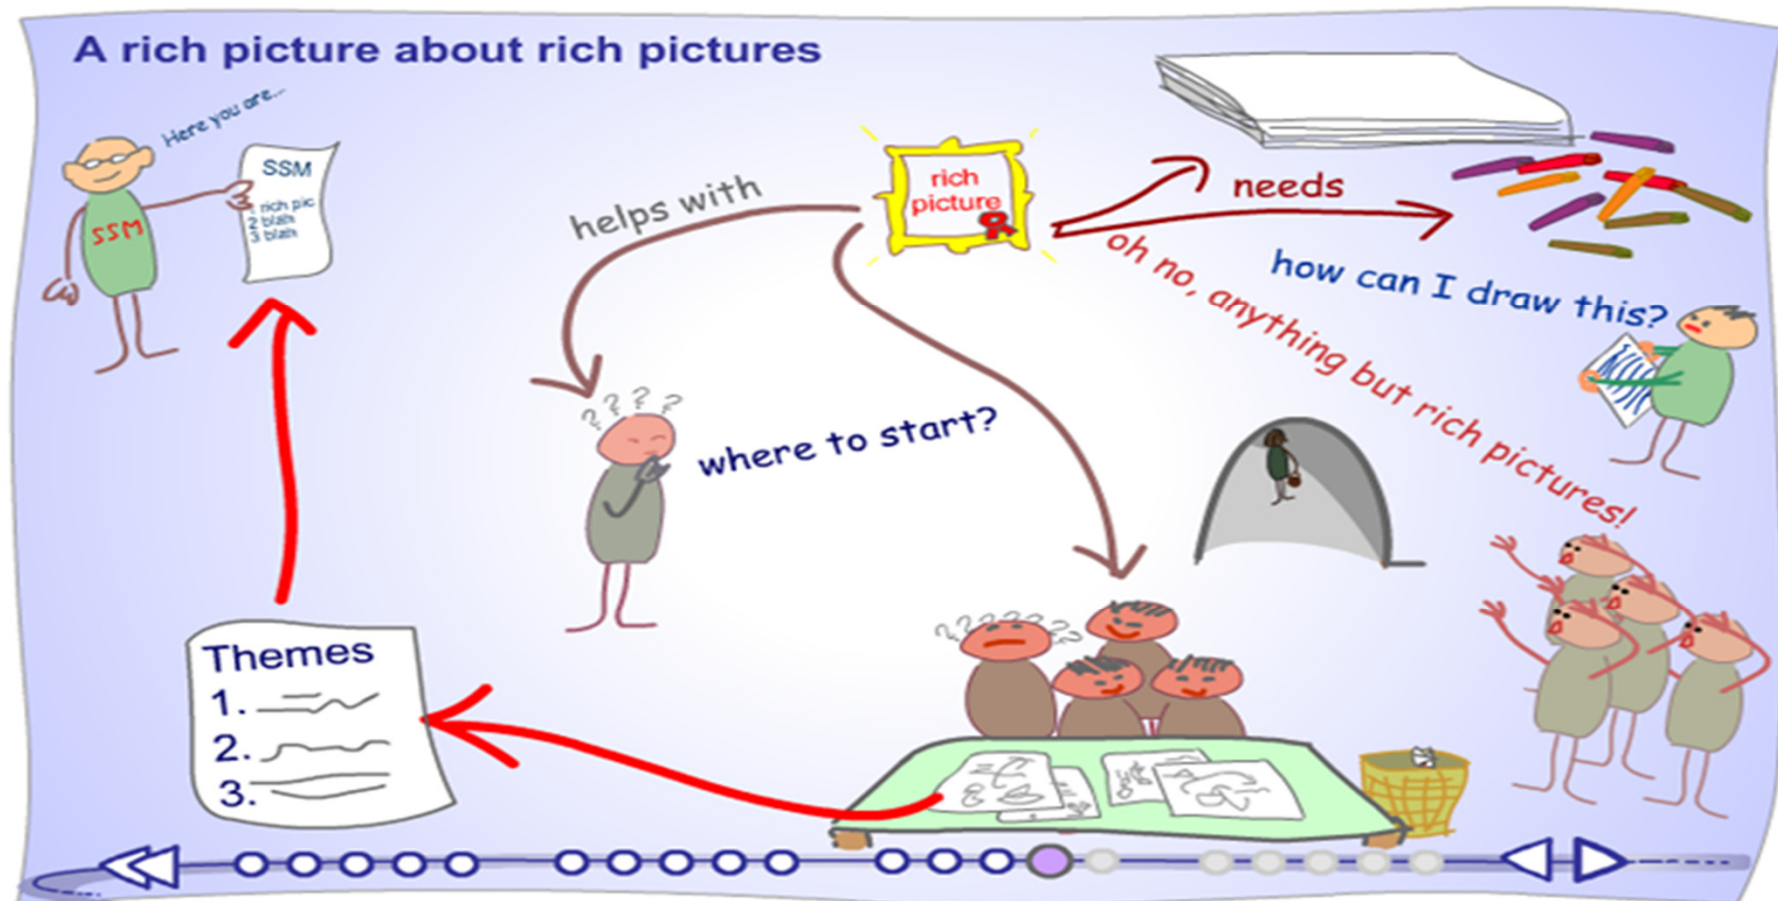 A rich picture about rich pictures
Here you are...
SSM
SSM
1 rich pic
2 blah
3 blah
helps with
rich
picture
needs
oh no, anything but rich pictures!
how can I draw this?
? ? ? ?
where to start?
Themes
1.
2.
3.
???????